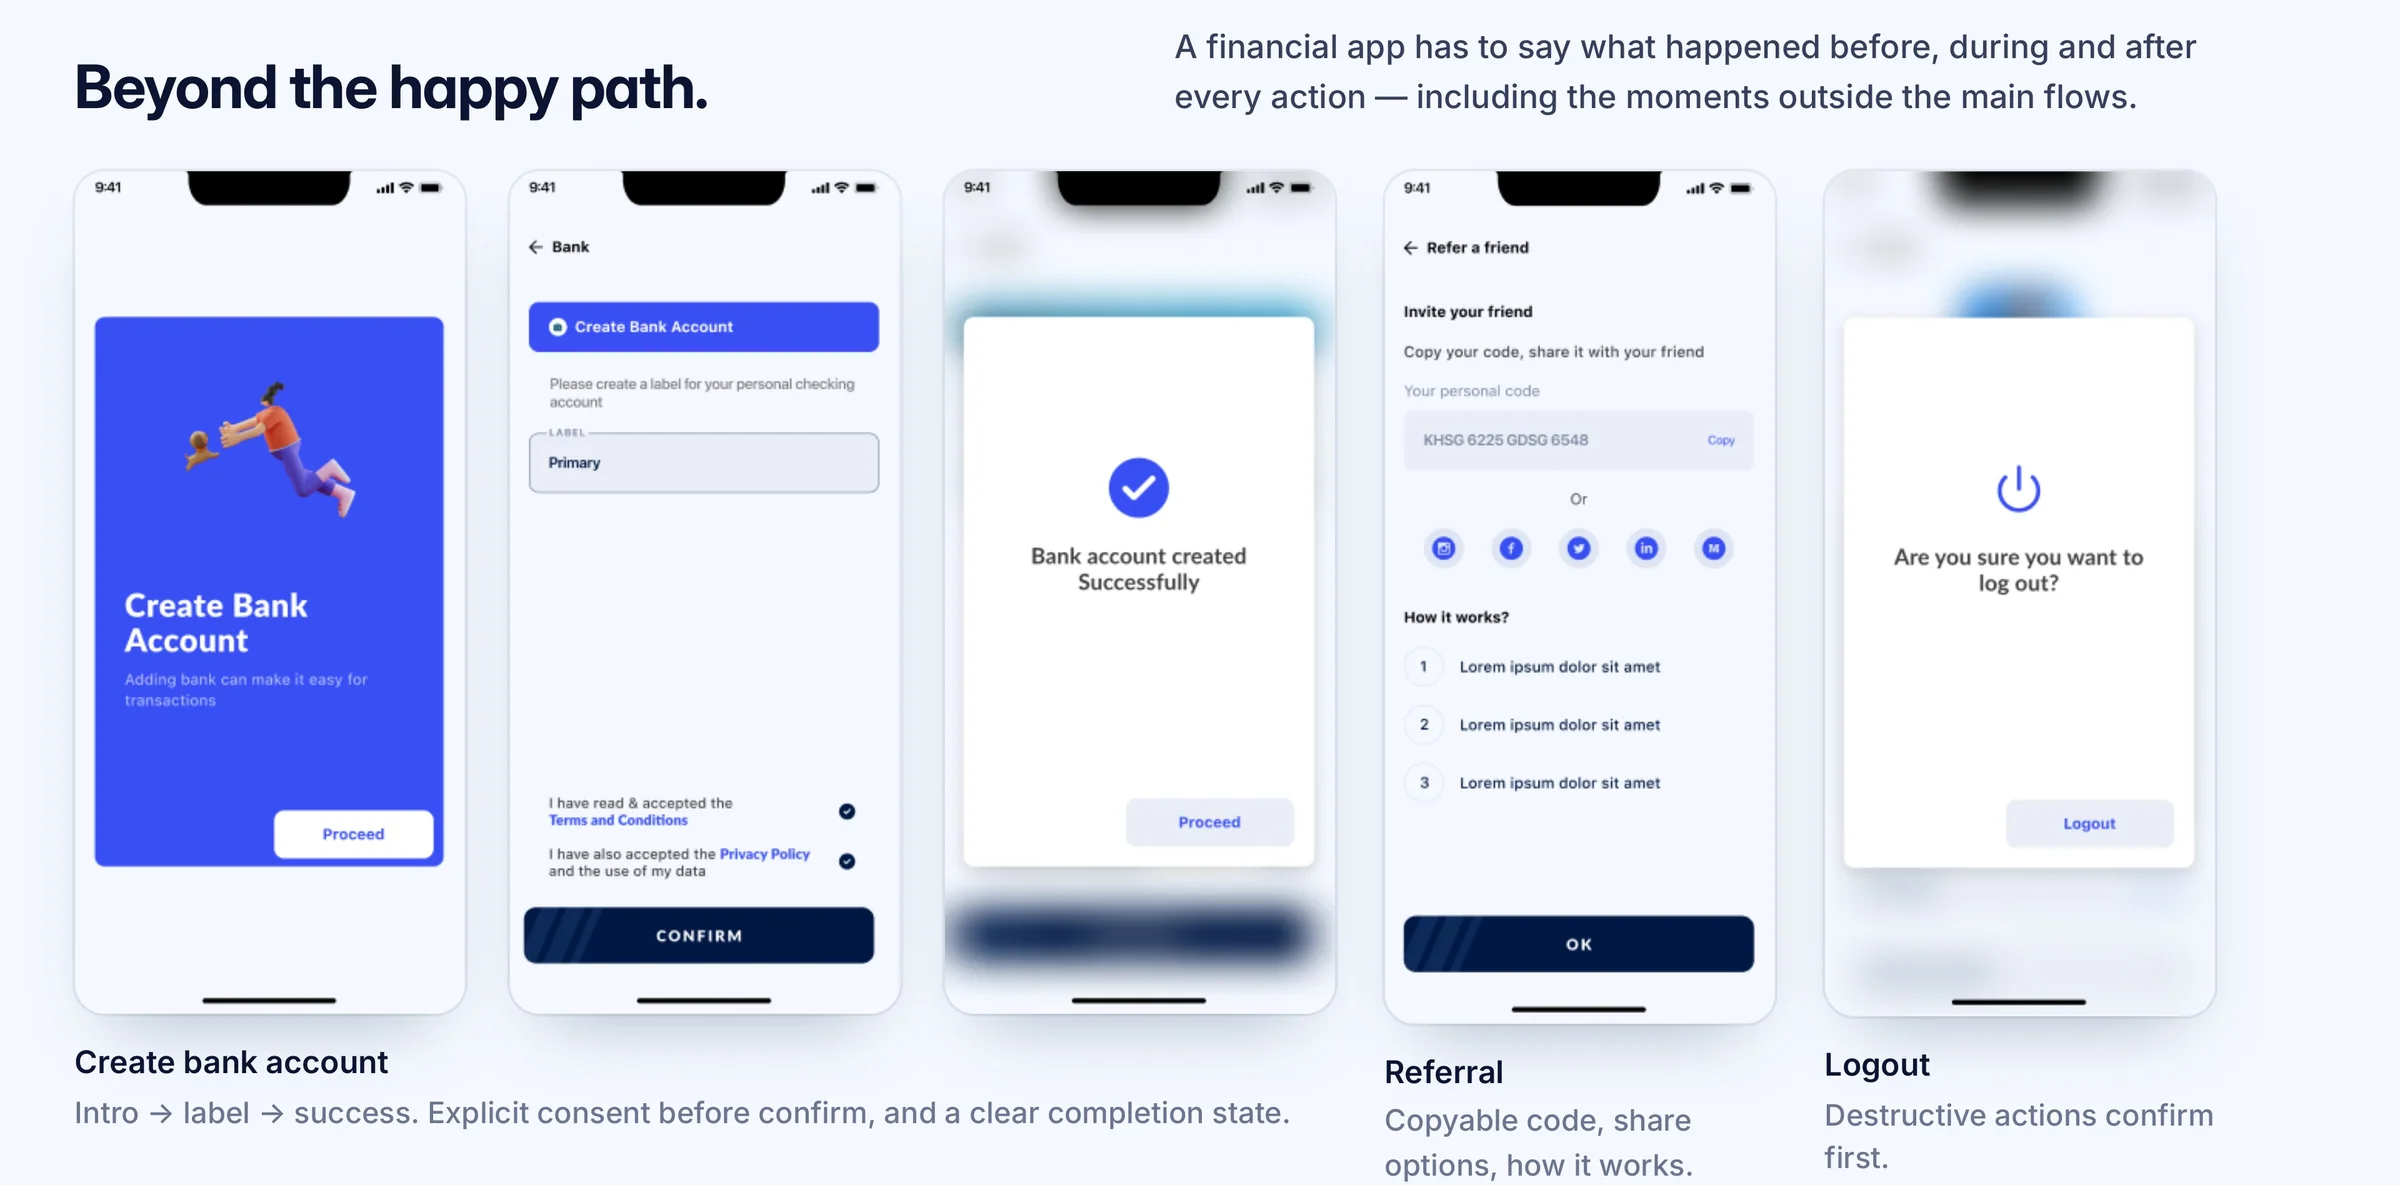 Beyond the happy path.
A financial app has to say what happened before, during and after
every action — including the moments outside the main flows.
9:41
Create Bank
Account
Adding bank can make it easy for
transactions
Proceed
9:41
← Bank
Create Bank Account
Please create a label for your personal checking
account
LABEL
Primary
I have read & accepted the
Terms and Conditions
I have also accepted the Privacy Policy
and the use of my data
CONFIRM
9:41
Bank account created
Successfully
Proceed
Create bank account
Intro → label → success. Explicit consent before confirm, and a clear completion state.
9:41
← Refer a friend
Invite your friend
Copy your code, share it with your friend
Your personal code
KHSG 6225 GDSG 6548 Copy
Or
How it works?
1 Lorem ipsum dolor sit amet
2 Lorem ipsum dolor sit amet
3 Lorem ipsum dolor sit amet
OK
Referral
Copyable code, share
options, how it works.
Are you sure you want to
log out?
Logout
Logout
Destructive actions confirm
first.